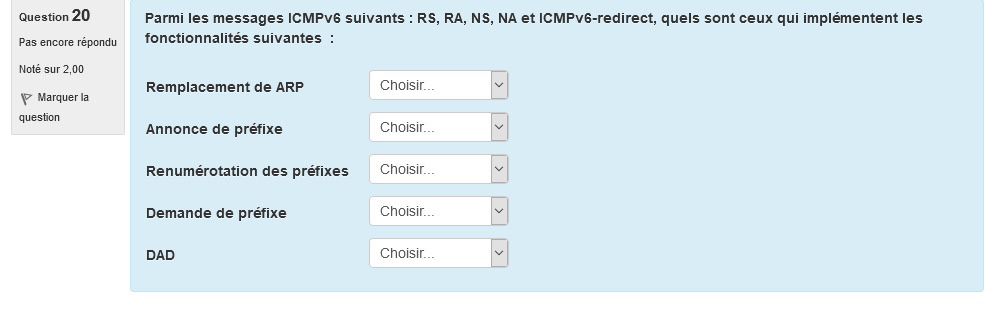 Question 20
Pas encore répondu
Noté sur 2,00
Marquer la
question
Parmi les messages ICMPv6 suivants : RS, RA, NS, NA et ICMPv6-redirect, quels sont ceux qui implémentent les
fonctionnalités suivantes :
Remplacement de ARP Choisir...
Annonce de préfixe Choisir...
Renumérotation des préfixes Choisir...
Demande de préfixe Choisir...
DAD Choisir...